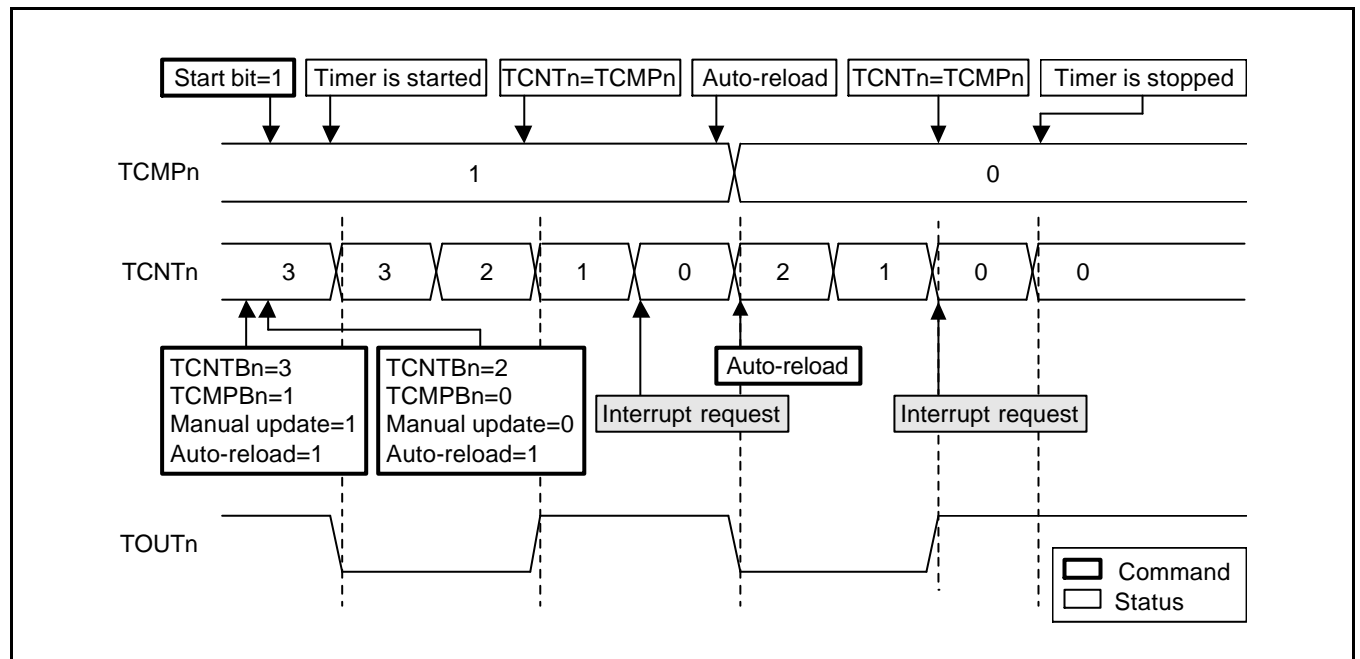 Start bit=1
Timer is started
TCNTn=TCMPn
Auto-reload
TCNTn=TCMPn
Timer is stopped
TCMPn
1
0
TCNTn
3
3
2
1
0
2
1
0
0
TCNTBn=3
TCMPBn=1
Manual update=1
Auto-reload=1
TCNTBn=2
TCMPBn=0
Manual update=0
Auto-reload=1
Interrupt request
Auto-reload
Interrupt request
TOUTn
Command
Status